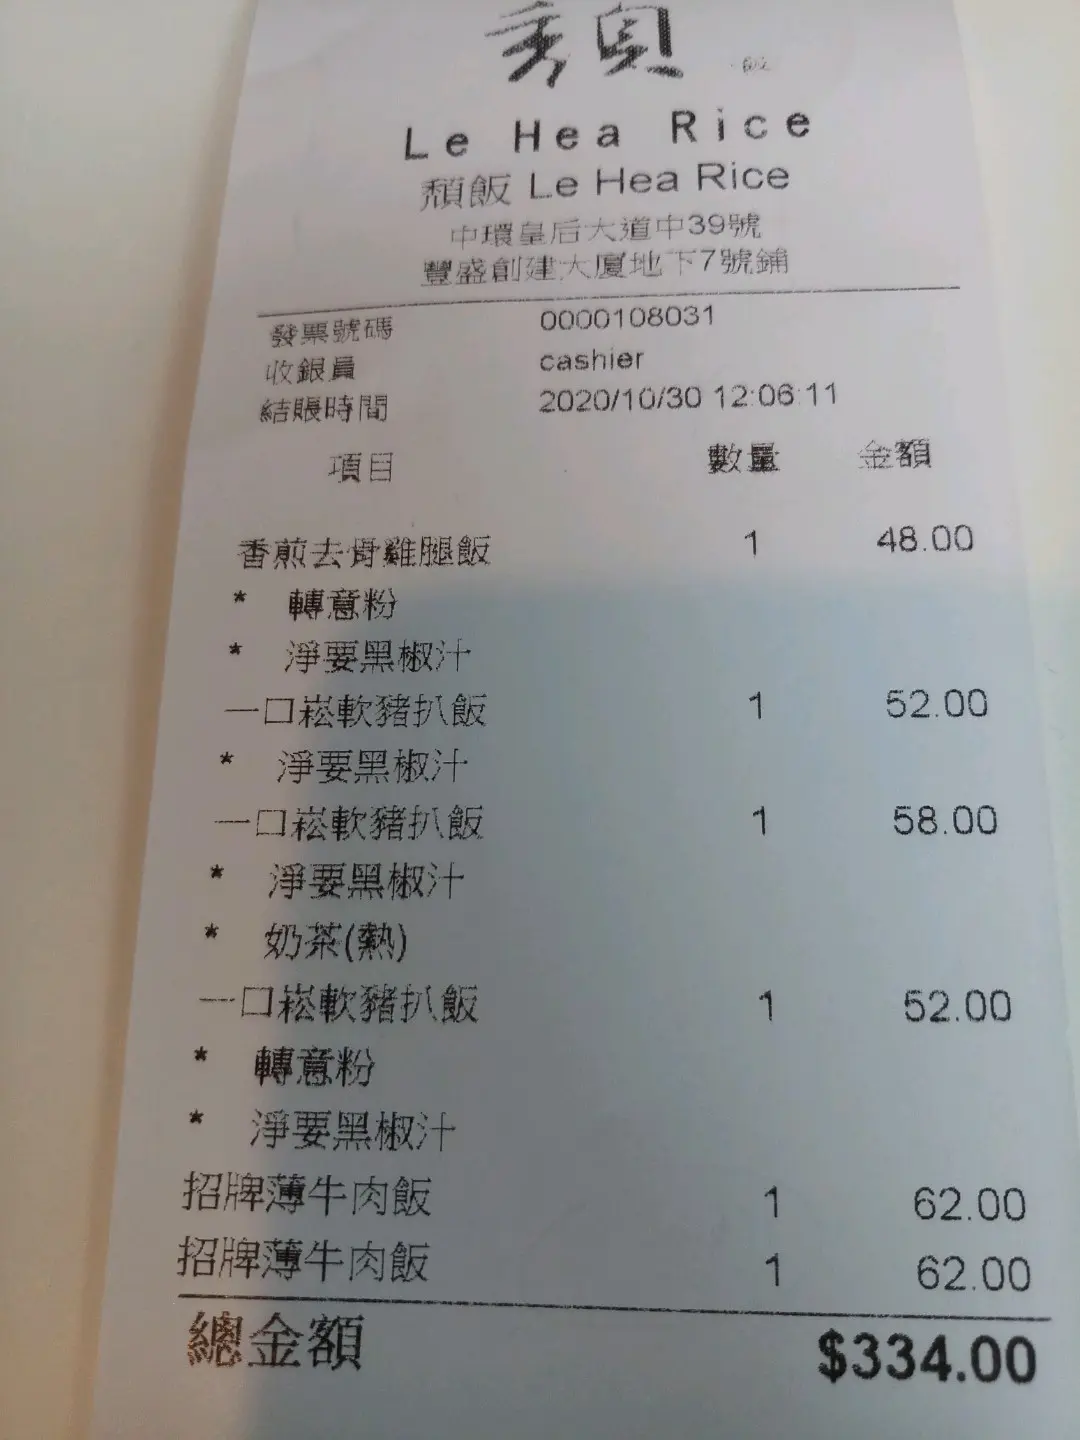 Le Hea Rice
頹飯 Le Hea Rice
中環皇后大道中39號
豐盛創建大廈地下7號鋪
發票號碼 0000108031
收銀員 cashier
結賬時間 2020/10/30 12:06:11
項目 數量 金額
香煎去骨雞腿飯 1 48.00
* 轉意粉
* 淨要黑椒汁
一口崧軟豬扒飯 1 52.00
* 淨要黑椒汁
一口崧軟豬扒飯 1 58.00
* 淨要黑椒汁
* 奶茶(熱)
一口崧軟豬扒飯 1 52.00
* 轉意粉
* 淨要黑椒汁
招牌薄牛肉飯 1 62.00
招牌薄牛肉飯 1 62.00
總金額 $334.00